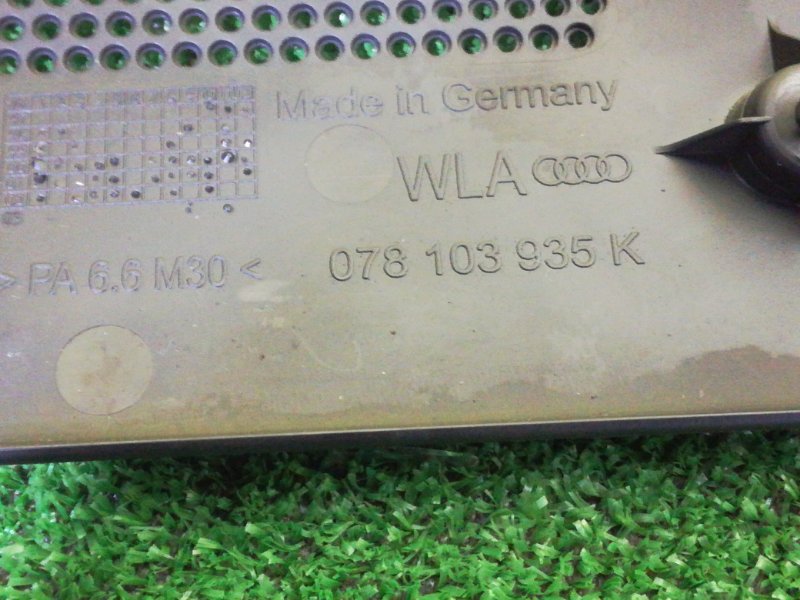 Made in Germany
WLA
078 103 935 K
> PA 6.6 M30 <